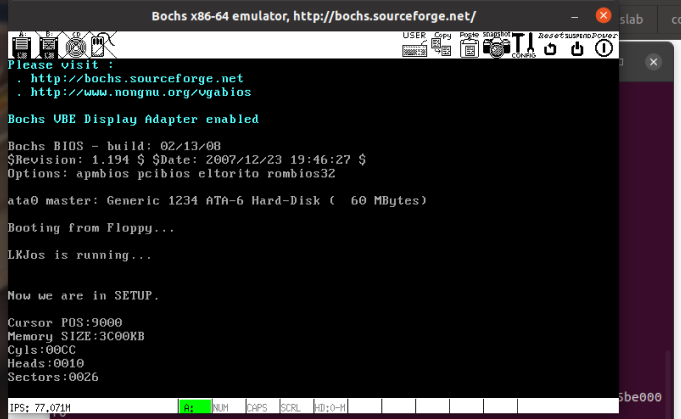 Bochs x86-64 emulator, http://bochs.sourceforge.net/
slab
A:
B:
CD
USER
Copy
Paste
snapshot
CONFIG
Reset
SUSPEND
Power
Please visit :
. http://bochs.sourceforge.net
. http://www.nongnu.org/vgabios
Bochs VBE Display Adapter enabled
Bochs BIOS - build: 02/13/08
$Revision: 1.194 $ $Date: 2007/12/23 19:46:27 $
Options: apmbios pcibios eltorito rombios32
ata0 master: Generic 1234 ATA-6 Hard-Disk (  60 MBytes)
Booting from Floppy...
LKJos is running...
Now we are in SETUP.
Cursor POS:9000
Memory SIZE:3C00KB
Cyls:00CC
Heads:0010
Sectors:0026
5be000
IPS: 77.071M
A:
NUM
CAPS
SCRL
HD:0-M